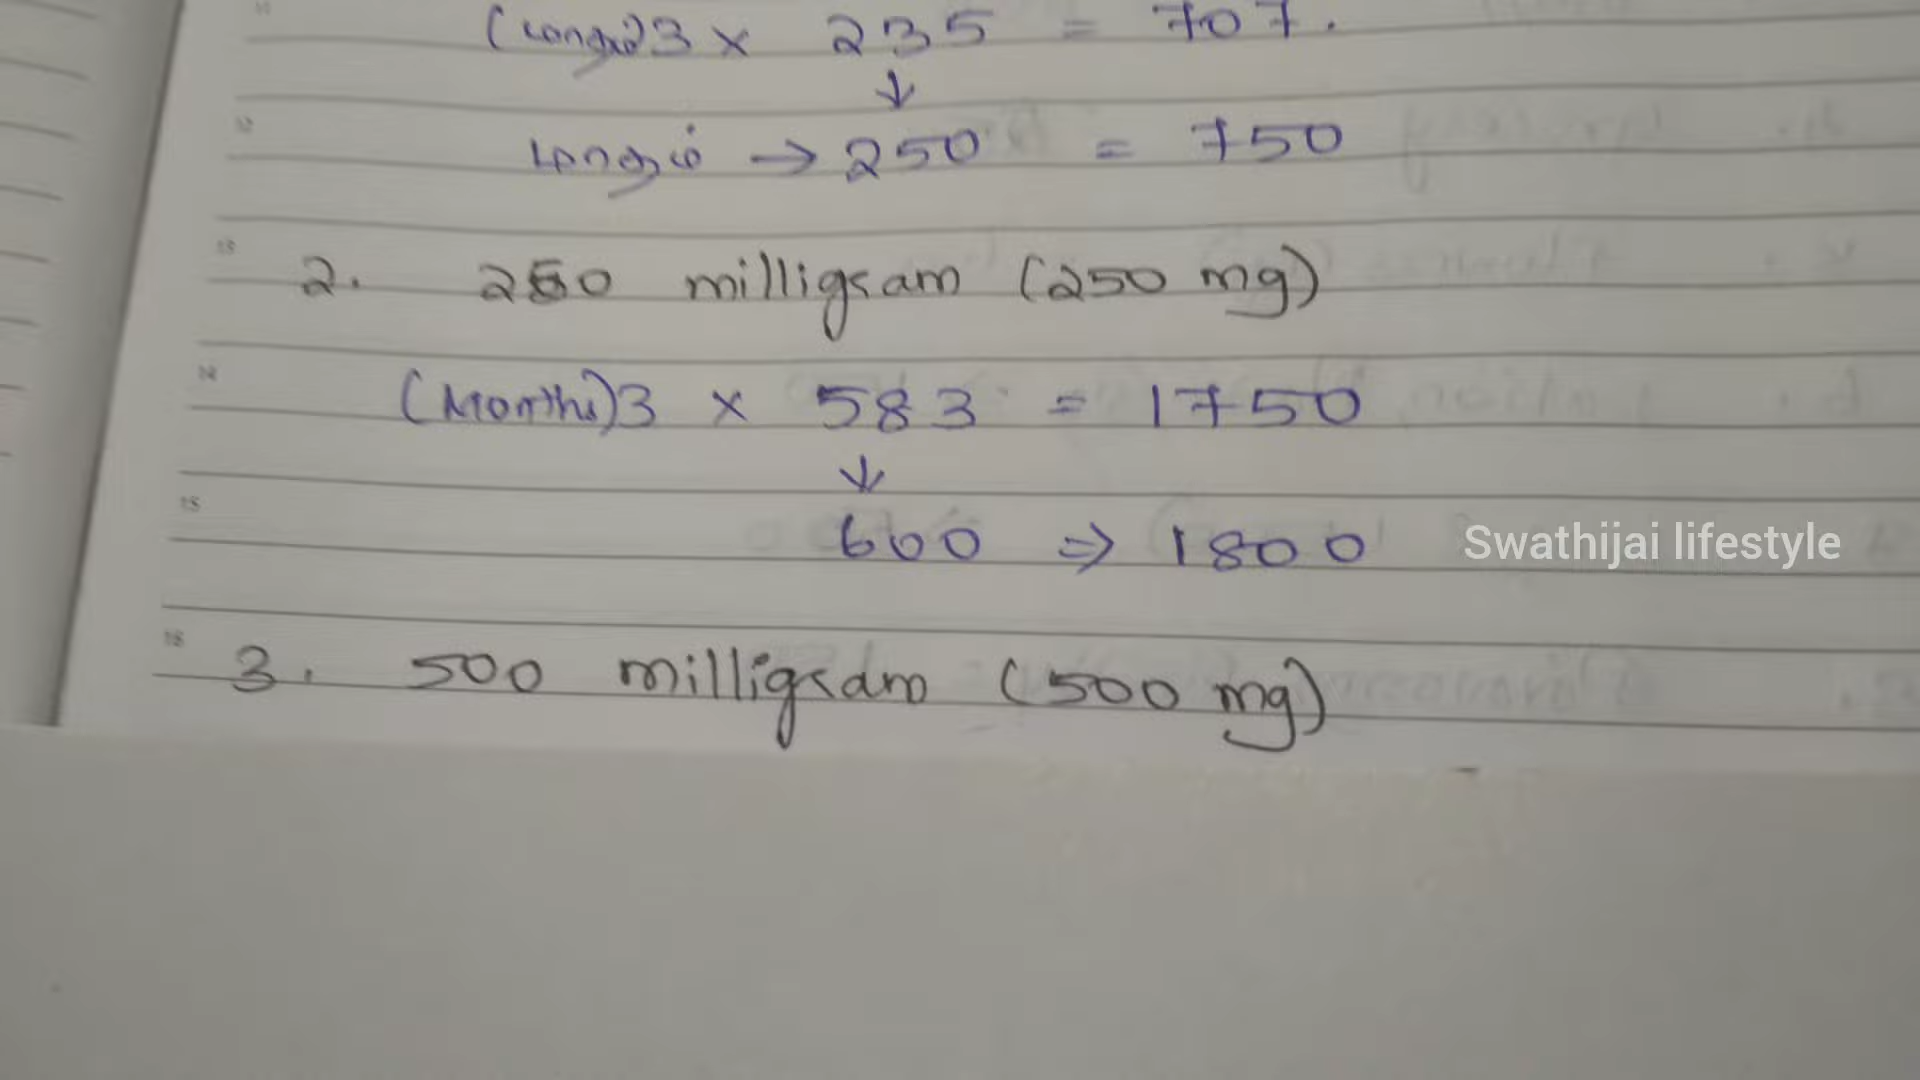 (மாதம்)3 x 235 = 707.
↓
மாதம் → 250 = 750
2. 250 milligram (250 mg)
(Months)3 x 583 = 1750
↓
600 ⇒ 1800
Swathijai lifestyle
3. 500 milligram (500 mg)